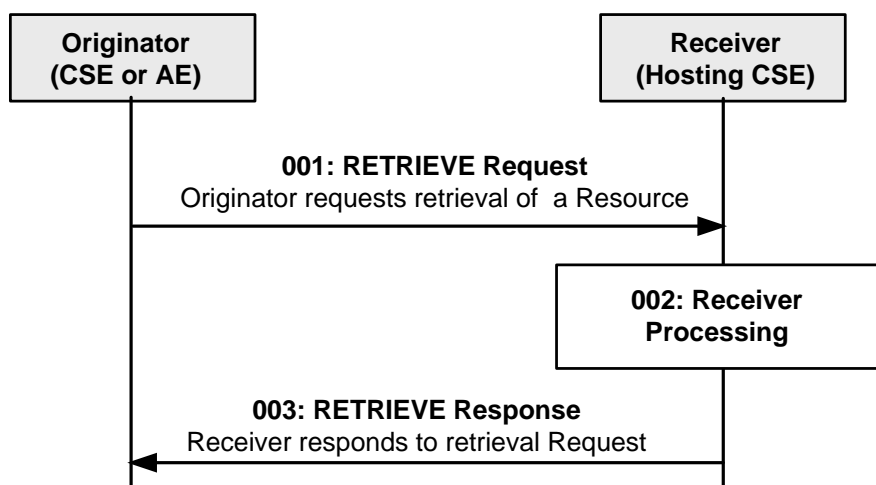 Originator
(CSE or AE)
Receiver
(Hosting CSE)
001: RETRIEVE Request
Originator requests retrieval of  a Resource
002: Receiver
Processing
003: RETRIEVE Response
Receiver responds to retrieval Request